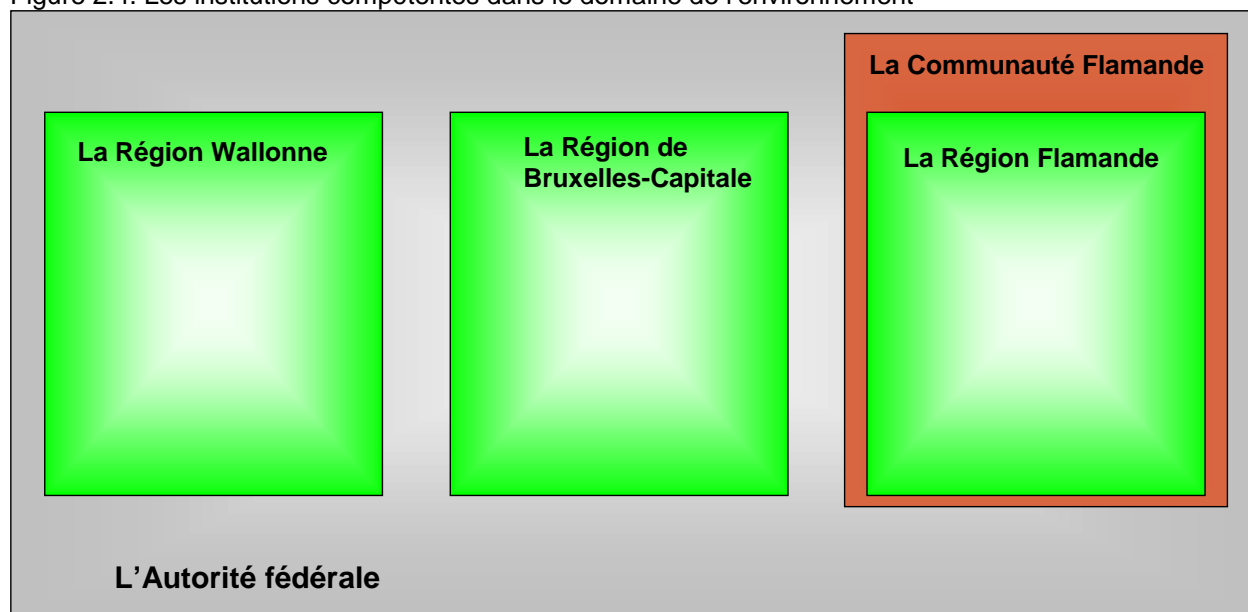 Figure 2.4. Les institutions compétentes dans le domaine de l'environnement
La Communauté Flamande
La Région Wallonne
La Région de
Bruxelles-Capitale
La Région Flamande
L'Autorité fédérale